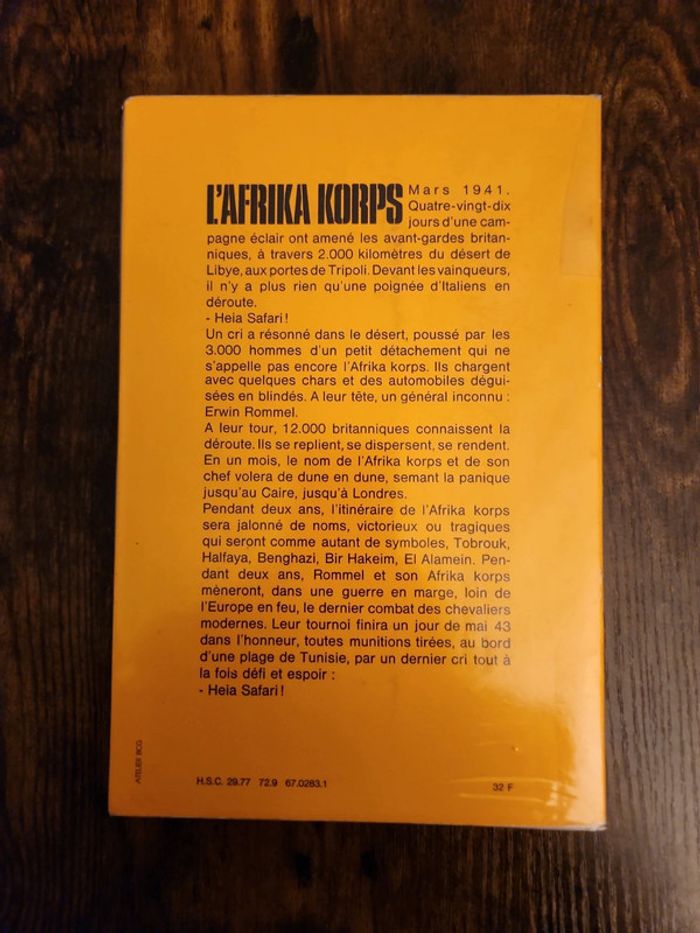 L'AFRIKA KORPS Mars 1941.
Quatre-vingt-dix
jours d'une cam-
pagne éclair ont amené les avant-gardes britan-
niques, à travers 2.000 kilomètres du désert de
Libye, aux portes de Tripoli. Devant les vainqueurs,
il n'y a plus rien qu'une poignée d'Italiens en
déroute.
- Heia Safari!
Un cri a résonné dans le désert, poussé par les
3.000 hommes d'un petit détachement qui ne
s'appelle pas encore l'Afrika korps. Ils chargent
avec quelques chars et des automobiles dégui-
sées en blindés. A leur tête, un général inconnu :
Erwin Rommel.
A leur tour, 12.000 britanniques connaissent la
déroute. Ils se replient, se dispersent, se rendent.
En un mois, le nom de l'Afrika korps et de son
chef volera de dune en dune, semant la panique
jusqu'au Caire, jusqu'à Londres.
Pendant deux ans, l'itinéraire de l'Afrika korps
sera jalonné de noms, victorieux ou tragiques
qui seront comme autant de symboles, Tobrouk,
Halfaya, Benghazi, Bir Hakeim, El Alamein. Pen-
dant deux ans, Rommel et son Afrika korps
mèneront, dans une guerre en marge, loin de
l'Europe en feu, le dernier combat des chevaliers
modernes. Leur tournoi finira un jour de mai 43
dans l'honneur, toutes munitions tirées, au bord
d'une plage de Tunisie, par un dernier cri tout à
la fois défi et espoir :
- Heia Safari!
ATELIER BCG
H.S.C. 29.77 72.9 67.0283.1
32 F